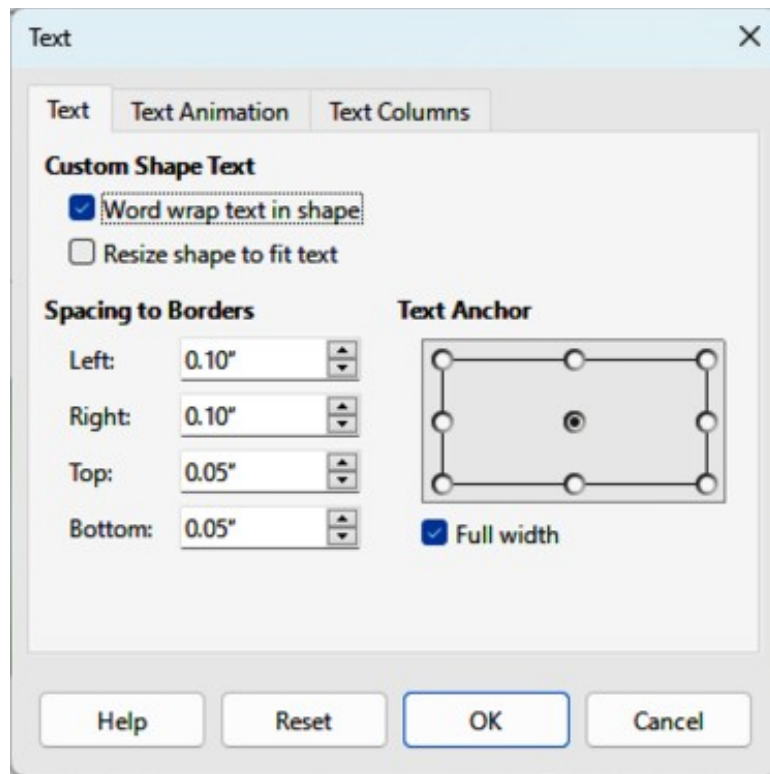 Text
Text Text Animation Text Columns
Custom Shape Text
Word wrap text in shape
Resize shape to fit text
Spacing to Borders
Left: 0.10"
Right: 0.10"
Top: 0.05"
Bottom: 0.05"
Text Anchor
Full width
Help Reset OK Cancel